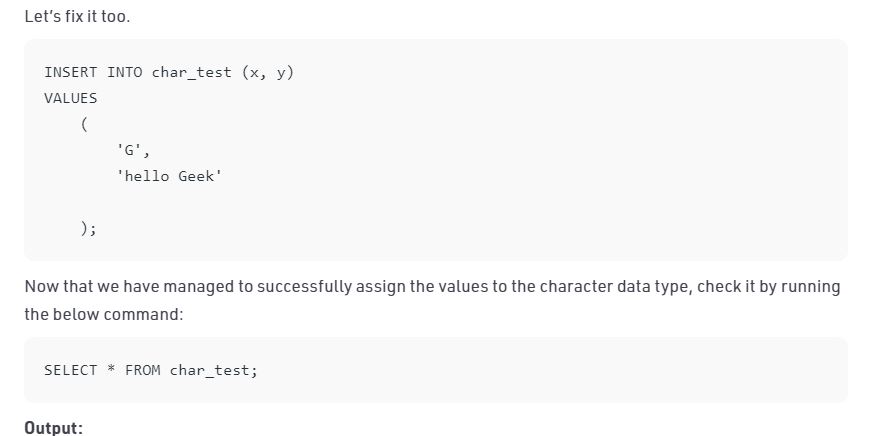 Let's fix it too.
INSERT INTO char_test (x, y)
VALUES
(
'G',
'hello Geek'
);
Now that we have managed to successfully assign the values to the character data type, check it by running
the below command:
SELECT * FROM char_test;
Output: